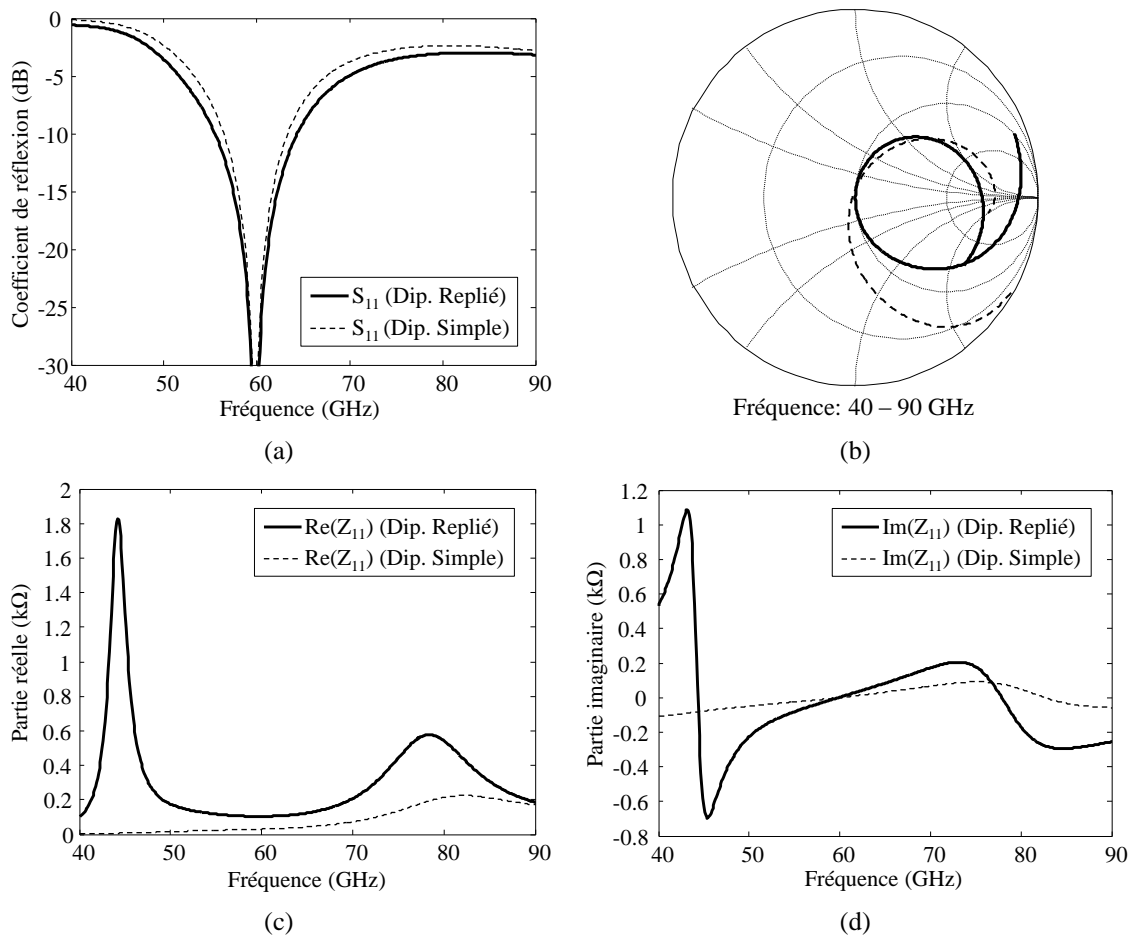 0
-5
-10
-15
-20
-25
-30
Coefficient de réflexion (dB)
S11 (Dip. Replié)
S11 (Dip. Simple)
40 50 60 70 80 90
Fréquence (GHz)
(a)
Fréquence: 40 – 90 GHz
(b)
2
1.8
1.6
1.4
1.2
1
0.8
0.6
0.4
0.2
0
Partie réelle (kΩ)
Re(Z11) (Dip. Replié)
Re(Z11) (Dip. Simple)
40 50 60 70 80 90
Fréquence (GHz)
(c)
1.2
1
0.8
0.6
0.4
0.2
0
-0.2
-0.4
-0.6
-0.8
Partie imaginaire (kΩ)
Im(Z11) (Dip. Replié)
Im(Z11) (Dip. Simple)
40 50 60 70 80 90
Fréquence (GHz)
(d)